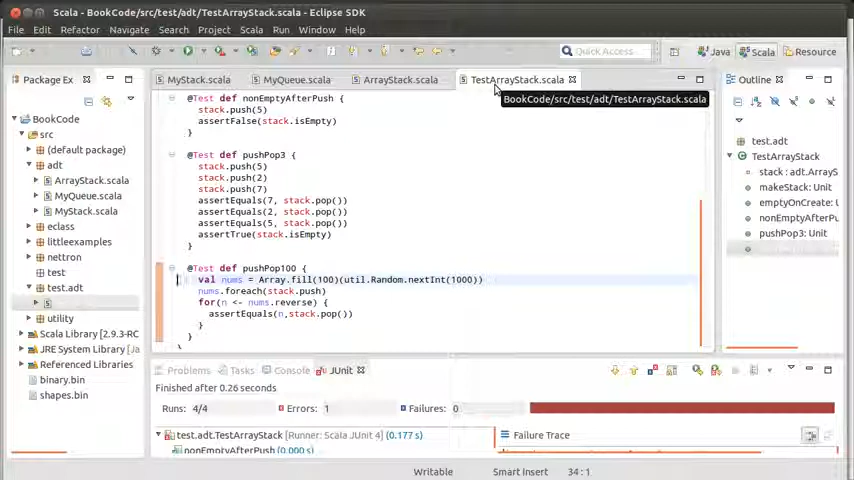 Scala - BookCode/src/test/adt/TestArrayStack.scala - Eclipse SDK
File Edit Refactor Navigate Search Project Scala Run Window Help
Quick Access
Java
Scala
Resource
Package Ex
MyStack.scala
MyQueue.scala
ArrayStack.scala
TestArrayStack.scala
Outline
BookCode/src/test/adt/TestArrayStack.scala
BookCode
src
(default package)
adt
ArrayStack.scala
MyQueue.scala
MyStack.scala
eclass
littleexamples
nettron
test
test.adt
utility
Scala Library [2.9.3-RC
JRE System Library [Ja
Referenced Libraries
binary.bin
shapes.bin
@Test def nonEmptyAfterPush {
stack.push(5)
assertFalse(stack.isEmpty)
}
@Test def pushPop3 {
stack.push(5)
stack.push(2)
stack.push(7)
assertEquals(7, stack.pop())
assertEquals(2, stack.pop())
assertEquals(5, stack.pop())
assertTrue(stack.isEmpty)
}
@Test def pushPop100 {
val nums = Array.fill(100)(util.Random.nextInt(1000))
nums.foreach(stack.push)
for(n <- nums.reverse) {
assertEquals(n,stack.pop())
}
}
test.adt
TestArrayStack
stack : adt.ArrayS
makeStack: Unit
emptyOnCreate: U
nonEmptyAfterPu
pushPop3: Unit
Problems
Tasks
Console
JUnit
Finished after 0.26 seconds
Runs: 4/4
Errors: 1
Failures: 0
test.adt.TestArrayStack [Runner: Scala JUnit 4] (0.177 s)
nonEmptyAfterPush (0.000 s)
Failure Trace
Writable
Smart Insert
34 : 1